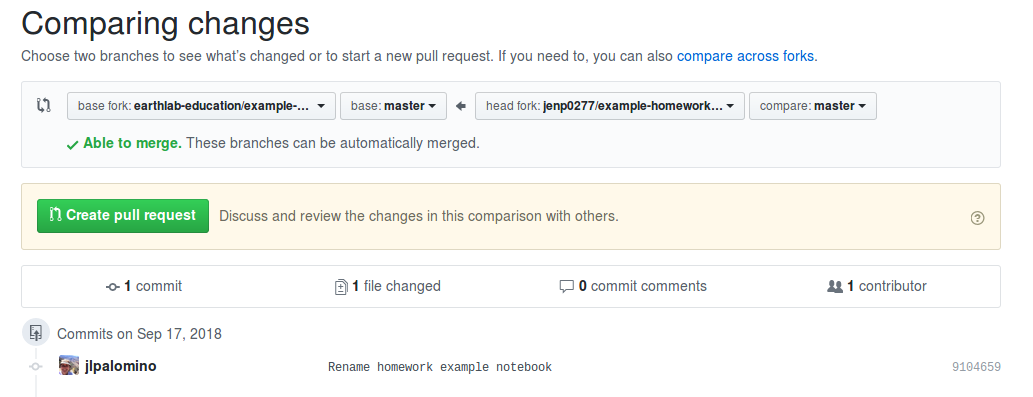 Comparing changes
Choose two branches to see what's changed or to start a new pull request. If you need to, you can also compare across forks.
base fork: earthlab-education/example-... base: master head fork: jenp0277/example-homework... compare: master
Able to merge. These branches can be automatically merged.
Create pull request Discuss and review the changes in this comparison with others.
1 commit 1 file changed 0 commit comments 1 contributor
Commits on Sep 17, 2018
jlpalomino Rename homework example notebook 9104659